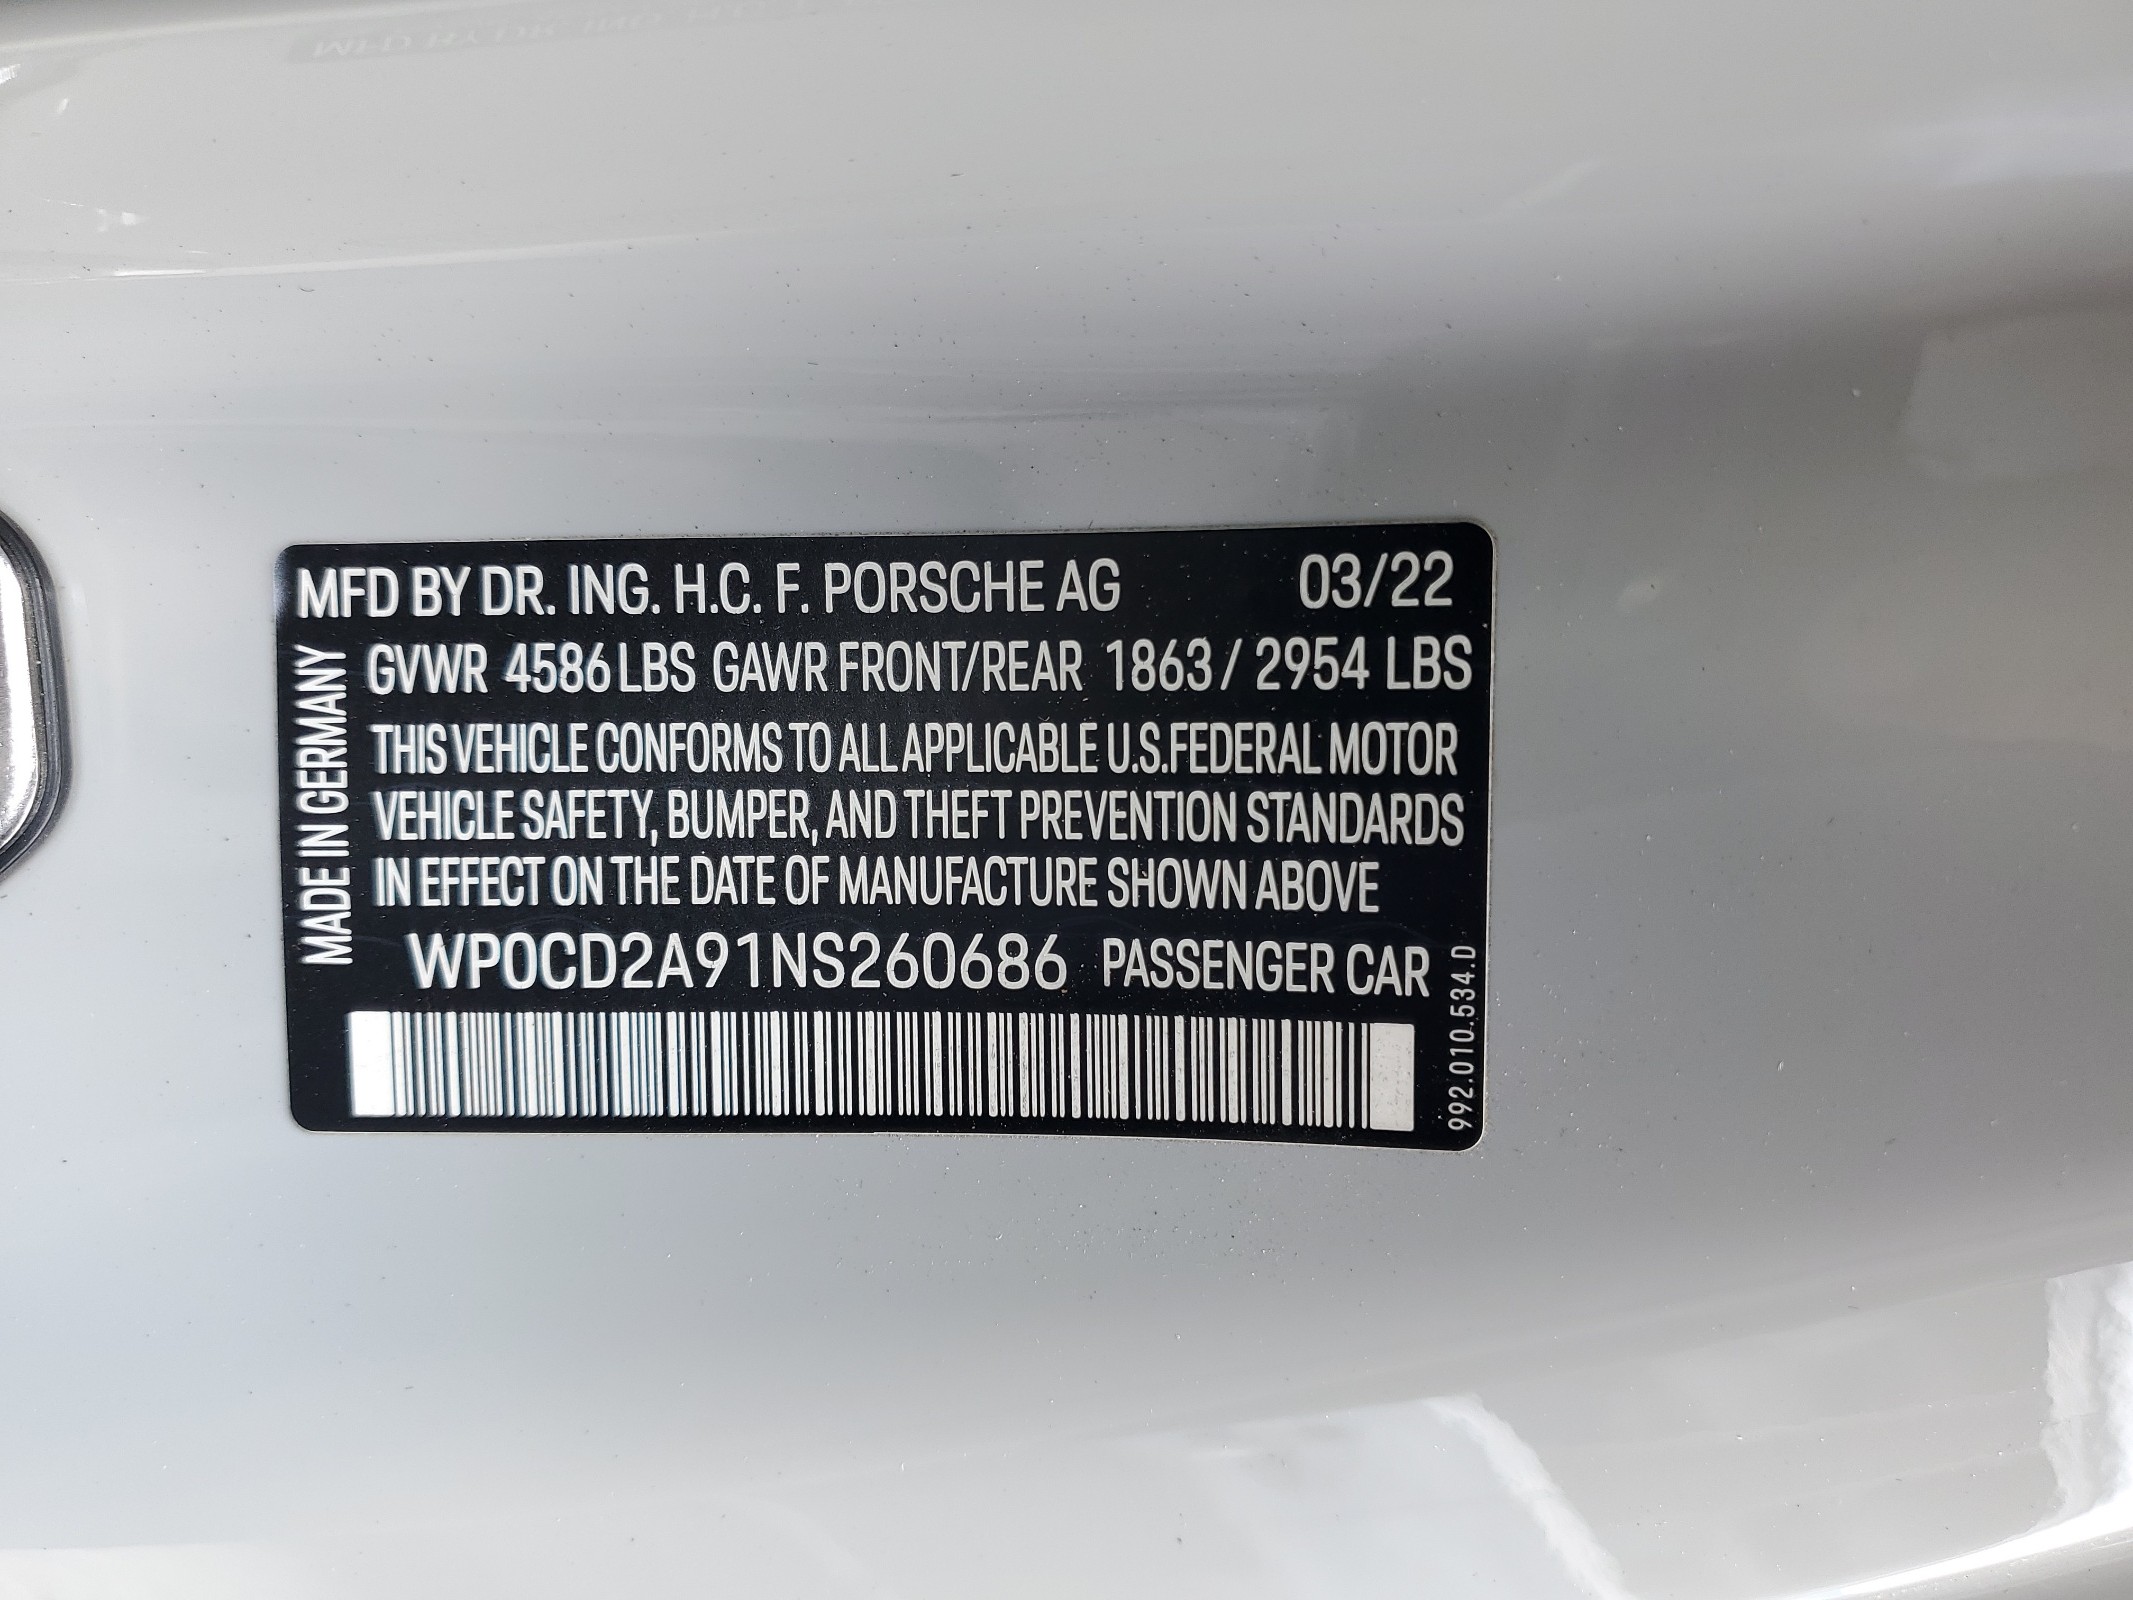 MFD BY DR. ING. H.C. F. PORSCHE AG 03/22
GVWR 4586 LBS GAWR FRONT/REAR 1863 / 2954 LBS
THIS VEHICLE CONFORMS TO ALL APPLICABLE U.S.FEDERAL MOTOR
VEHICLE SAFETY, BUMPER, AND THEFT PREVENTION STANDARDS
IN EFFECT ON THE DATE OF MANUFACTURE SHOWN ABOVE
WP0CD2A91NS260686 PASSENGER CAR
MADE IN GERMANY
992.010.534.D